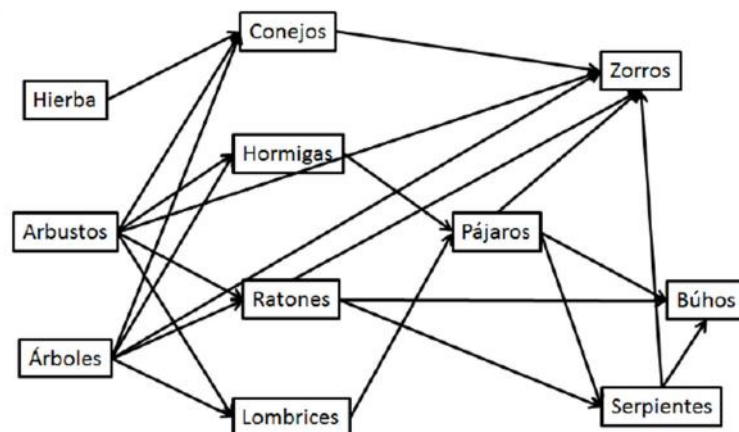 Conejos
Zorros
Hierba
Hormigas
Arbustos
Pájaros
Ratones
Búhos
Árboles
Lombrices
Serpientes